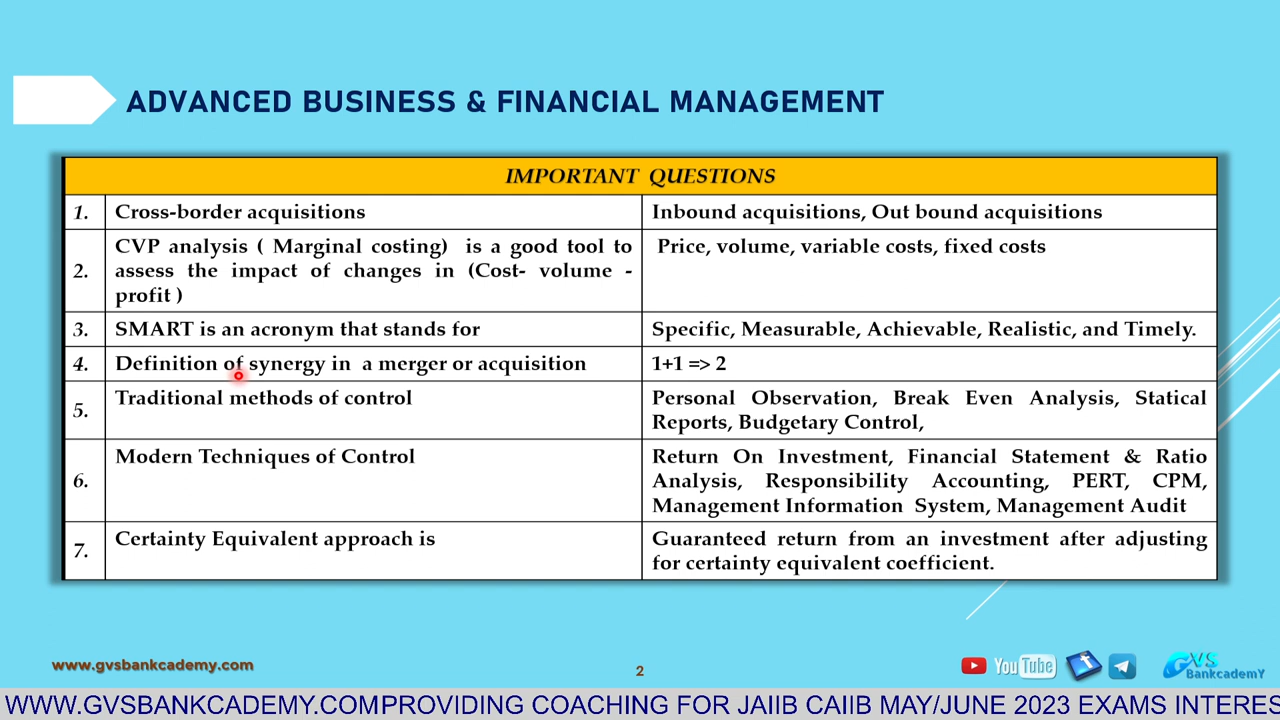 ADVANCED BUSINESS & FINANCIAL MANAGEMENT
IMPORTANT QUESTIONS
1.
Cross-border acquisitions
Inbound acquisitions, Out bound acquisitions
2.
CVP analysis ( Marginal costing) is a good tool to
assess the impact of changes in (Cost- volume -
profit )
Price, volume, variable costs, fixed costs
3.
SMART is an acronym that stands for
Specific, Measurable, Achievable, Realistic, and Timely.
4.
Definition of synergy in a merger or acquisition
1+1 => 2
5.
Traditional methods of control
Personal Observation, Break Even Analysis, Statical
Reports, Budgetary Control,
6.
Modern Techniques of Control
Return On Investment, Financial Statement & Ratio
Analysis, Responsibility Accounting, PERT, CPM,
Management Information System, Management Audit
7.
Certainty Equivalent approach is
Guaranteed return from an investment after adjusting
for certainty equivalent coefficient.
www.gvsbankcademy.com
2
YouTube
GVS
BankcademY
WWW.GVSBANKCADEMY.COMPROVIDING COACHING FOR JAIIB CAIIB MAY/JUNE 2023 EXAMS INTERES